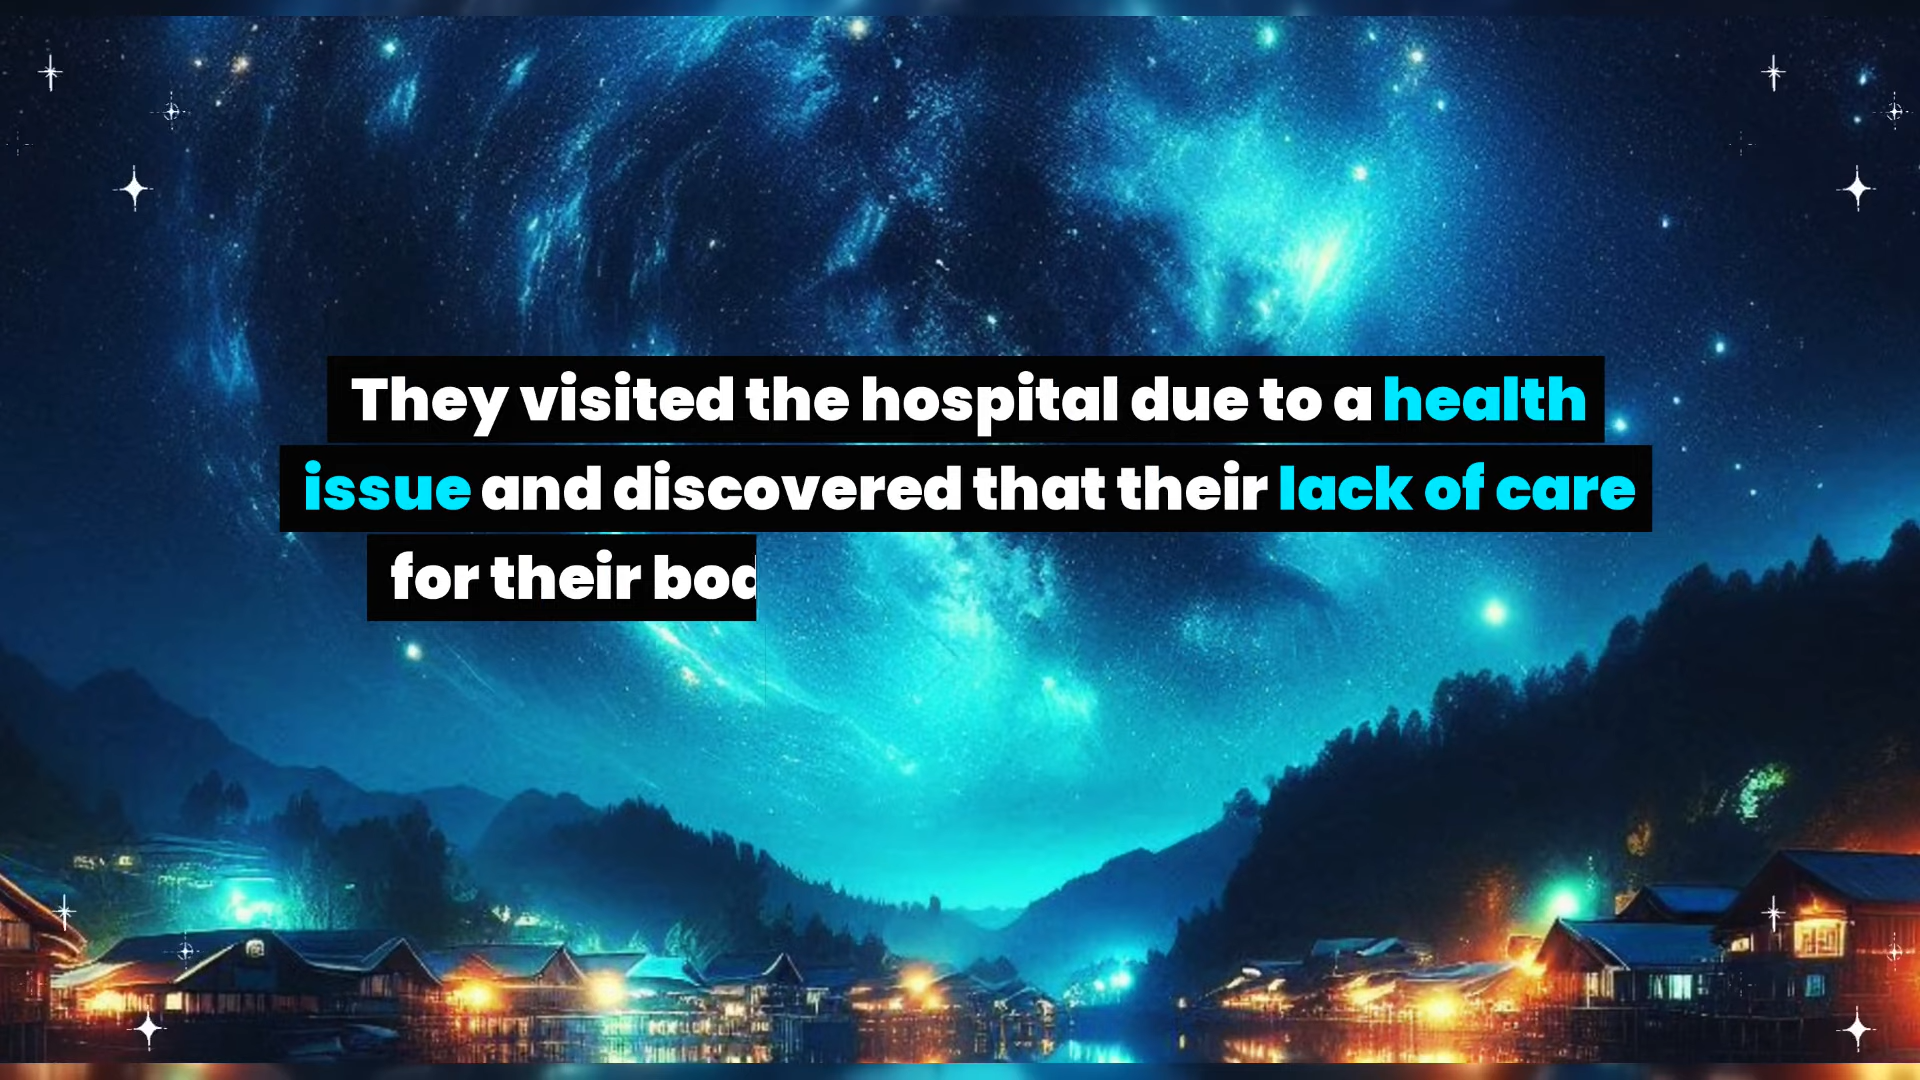 They visited the hospital due to a health
issue and discovered that their lack of care
for their